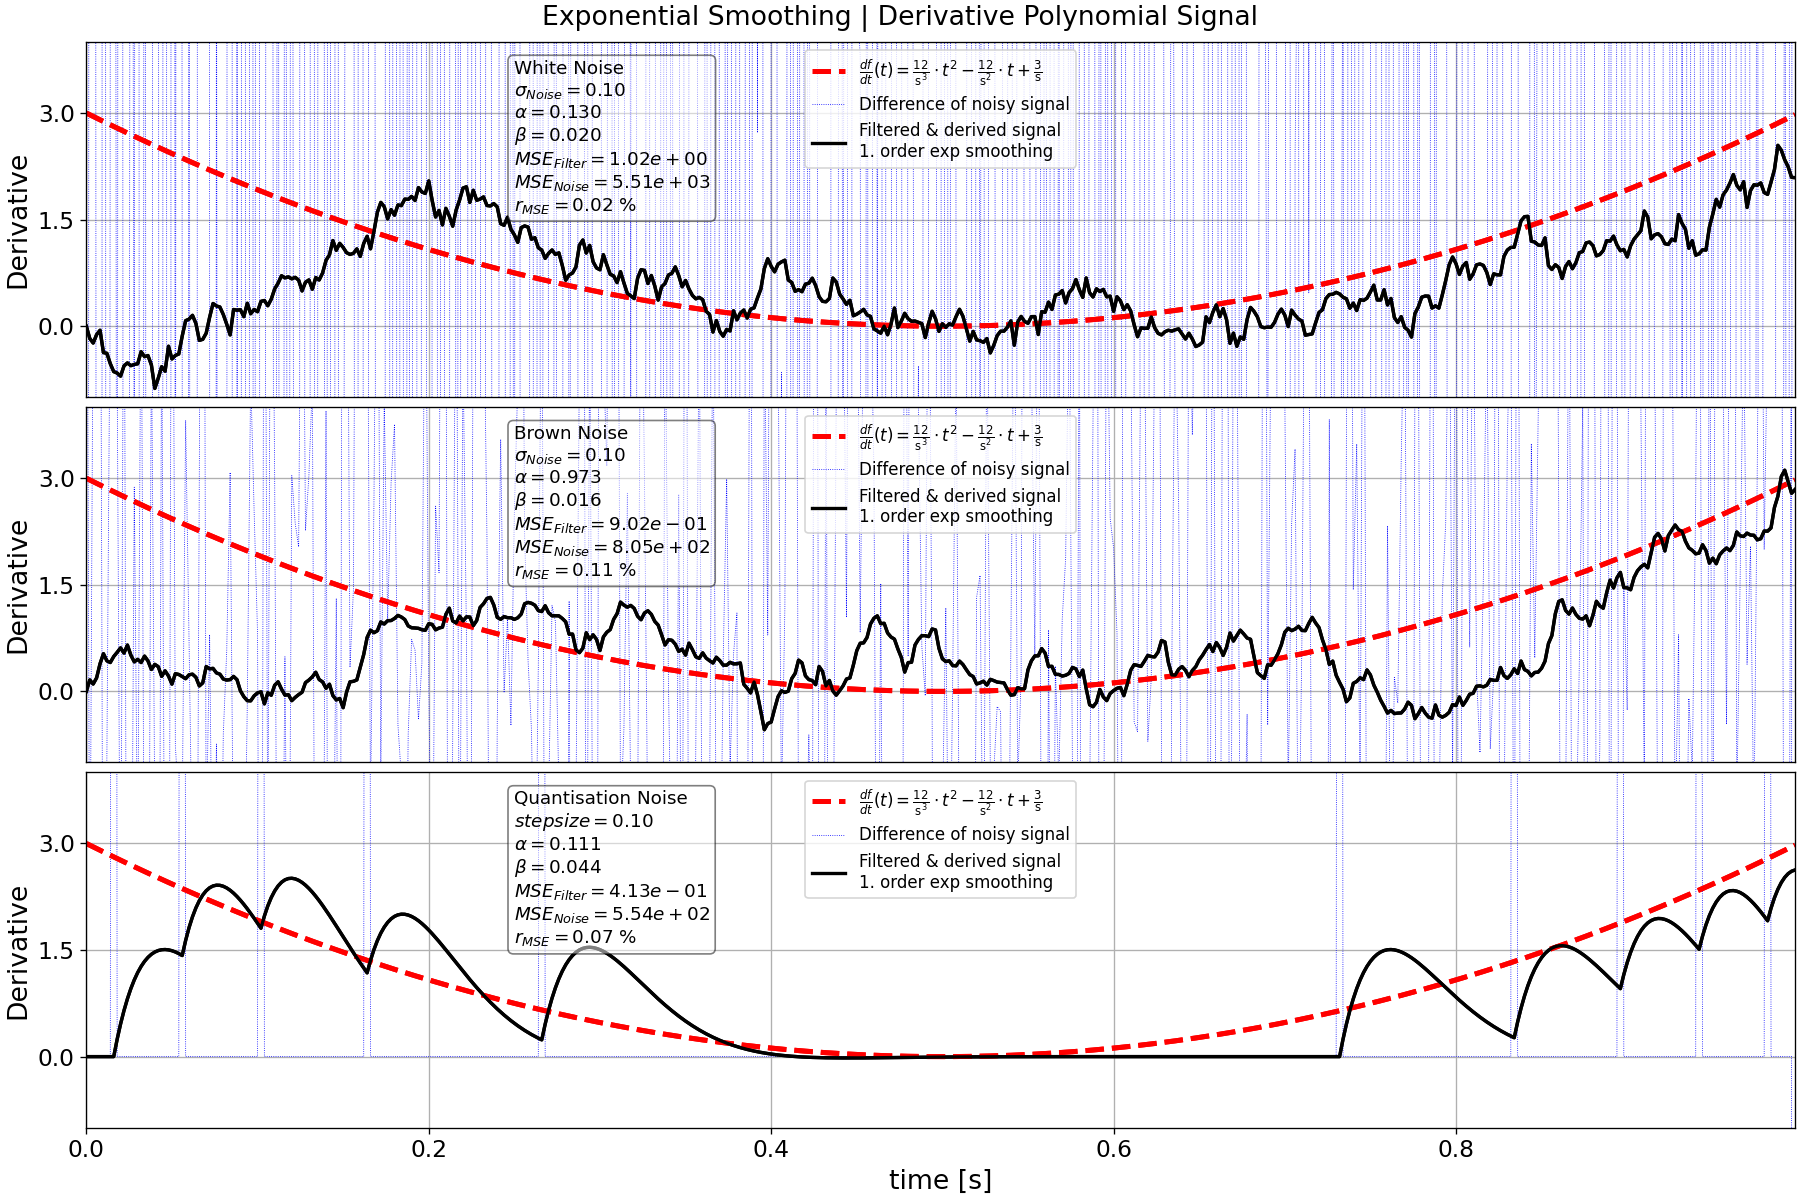 Exponential Smoothing | Derivative Polynomial Signal
Derivative
3.0
1.5
0.0
White Noise
σ_Noise = 0.10
α = 0.130
β = 0.020
MSE_Filter = 1.02e + 00
MSE_Noise = 5.51e + 03
r_MSE = 0.02 %
df/dt(t) = 12/s³ · t² − 12/s² · t + 3/s
Difference of noisy signal
Filtered & derived signal
1. order exp smoothing
Derivative
3.0
1.5
0.0
Brown Noise
σ_Noise = 0.10
α = 0.973
β = 0.016
MSE_Filter = 9.02e − 01
MSE_Noise = 8.05e + 02
r_MSE = 0.11 %
df/dt(t) = 12/s³ · t² − 12/s² · t + 3/s
Difference of noisy signal
Filtered & derived signal
1. order exp smoothing
Derivative
3.0
1.5
0.0
Quantisation Noise
stepsize = 0.10
α = 0.111
β = 0.044
MSE_Filter = 4.13e − 01
MSE_Noise = 5.54e + 02
r_MSE = 0.07 %
df/dt(t) = 12/s³ · t² − 12/s² · t + 3/s
Difference of noisy signal
Filtered & derived signal
1. order exp smoothing
0.0 0.2 0.4 0.6 0.8
time [s]